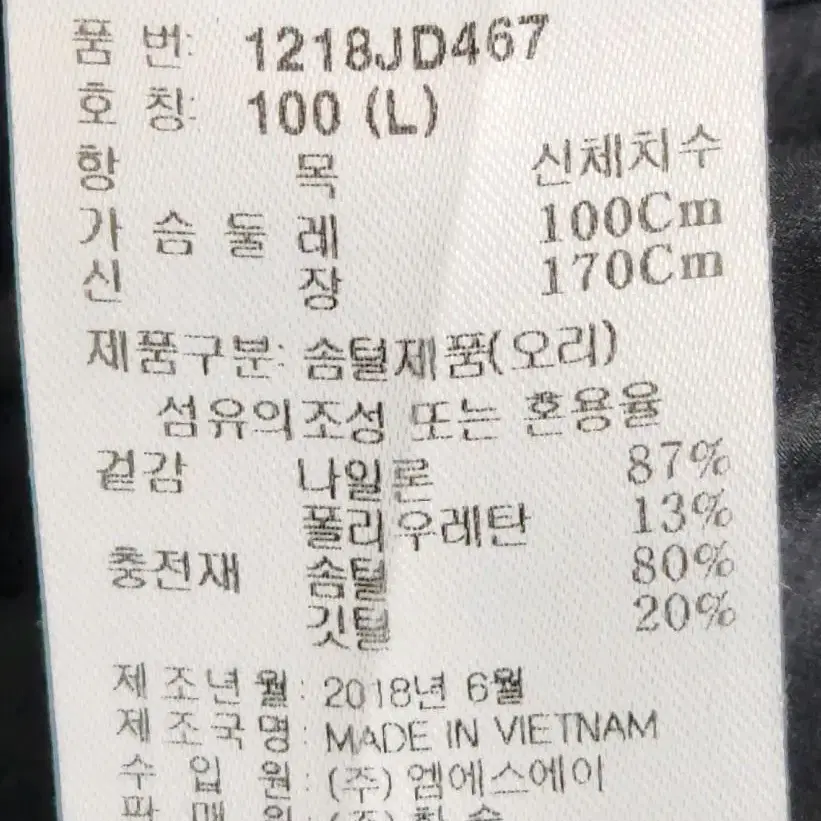 품 번: 1218JD467
호 칭: 100 (L)
항 목 신체치수
가 슴 둘 레 100Cm
신 장 170Cm
제품구분: 솜털제품(오리)
섬유의조성 또는 혼용율
겉감 나일론 87%
폴리우레탄 13%
충전재 솜털 80%
깃털 20%
제 조년월: 2018년 6월
제 조국명: MADE IN VIETNAM
수 입 원: (주) 엠에스에이